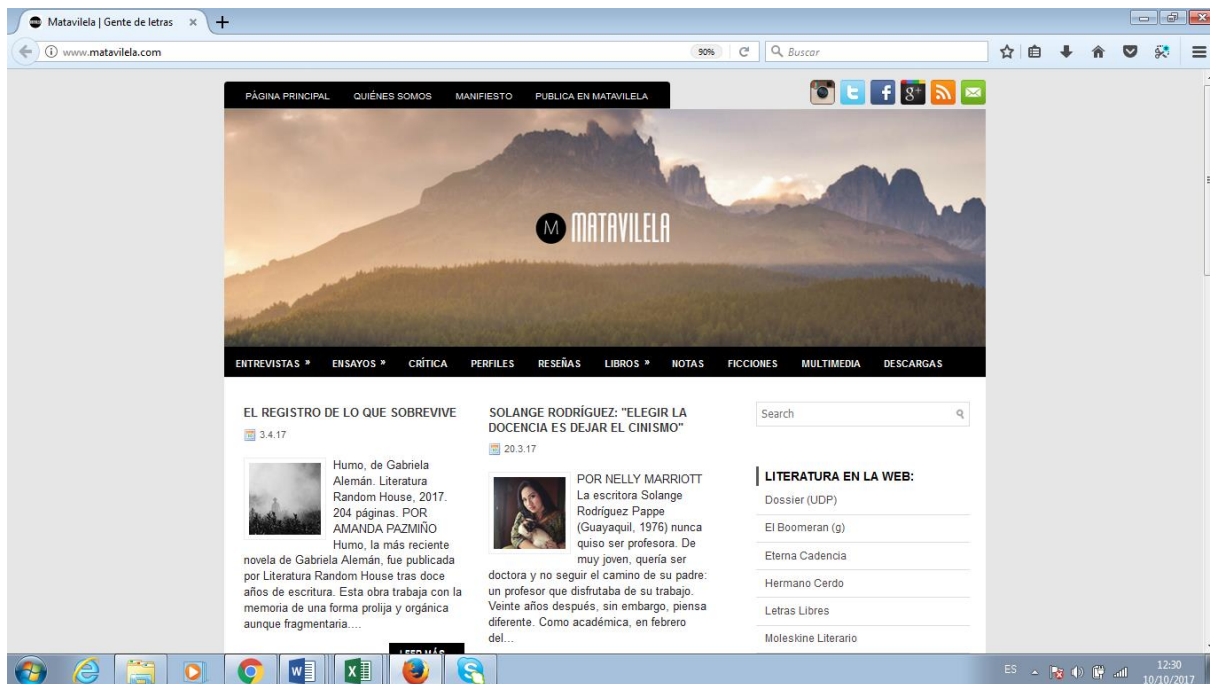 Matavilela | Gente de letras
www.matavilela.com
90%
Buscar
PÁGINA PRINCIPAL QUIÉNES SOMOS MANIFIESTO PUBLICA EN MATAVILELA
M MATAVILELA
ENTREVISTAS » ENSAYOS » CRÍTICA PERFILES RESEÑAS LIBROS » NOTAS FICCIONES MULTIMEDIA DESCARGAS
EL REGISTRO DE LO QUE SOBREVIVE
3.4.17
Humo, de Gabriela
Alemán. Literatura
Random House, 2017.
204 páginas. POR
AMANDA PAZMIÑO
Humo, la más reciente
novela de Gabriela Alemán, fue publicada
por Literatura Random House tras doce
años de escritura. Esta obra trabaja con la
memoria de una forma prolija y orgánica
aunque fragmentaria....
LEER MÁS
SOLANGE RODRÍGUEZ: "ELEGIR LA
DOCENCIA ES DEJAR EL CINISMO"
20.3.17
POR NELLY MARRIOTT
La escritora Solange
Rodríguez Pappe
(Guayaquil, 1976) nunca
quiso ser profesora. De
muy joven, quería ser
doctora y no seguir el camino de su padre:
un profesor que disfrutaba de su trabajo.
Veinte años después, sin embargo, piensa
diferente. Como académica, en febrero
del...
Search
LITERATURA EN LA WEB:
Dossier (UDP)
El Boomeran (g)
Eterna Cadencia
Hermano Cerdo
Letras Libres
Moleskine Literario
ES
12:30
10/10/2017